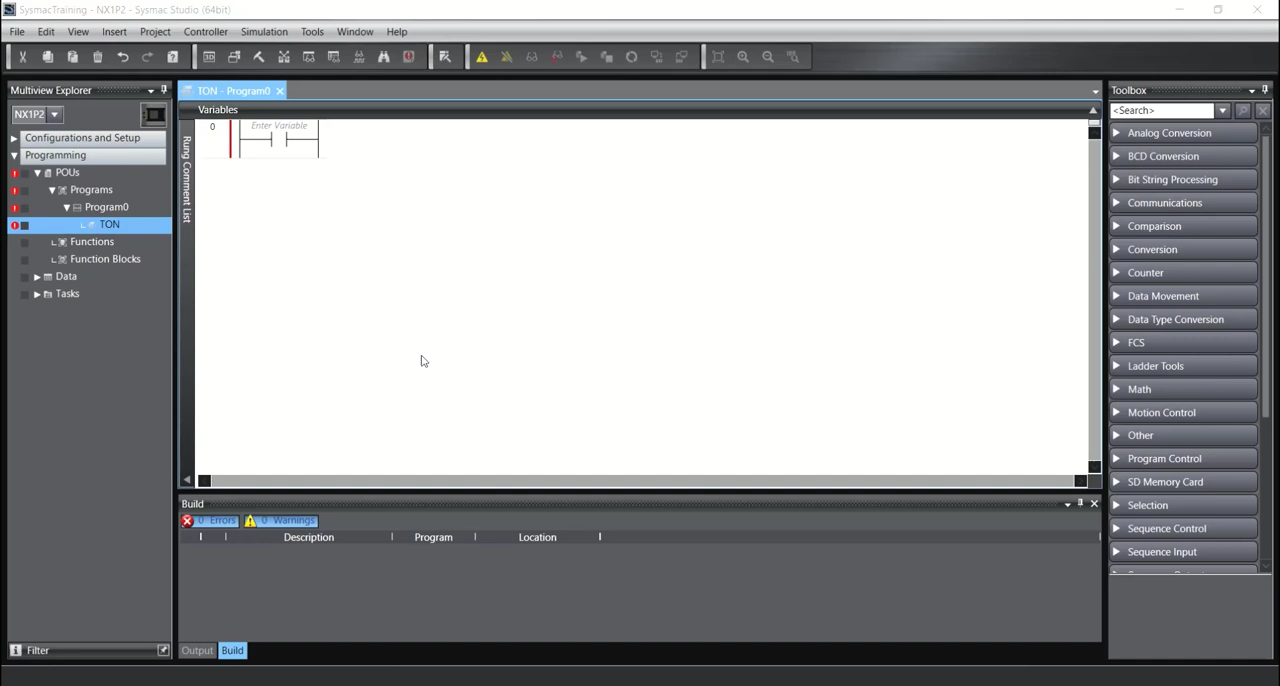 SysmacTraining - NX1P2 - Sysmac Studio (64bit)
File Edit View Insert Project Controller Simulation Tools Window Help
Multiview Explorer
NX1P2
Configurations and Setup
Programming
POUs
Programs
Program0
TON
Functions
Function Blocks
Data
Tasks
Filter
TON - Program0
Variables
Rung Comment List
0
Enter Variable
Build
0 Errors 0 Warnings
Description Program Location
Output Build
Toolbox
<Search>
Analog Conversion
BCD Conversion
Bit String Processing
Communications
Comparison
Conversion
Counter
Data Movement
Data Type Conversion
FCS
Ladder Tools
Math
Motion Control
Other
Program Control
SD Memory Card
Selection
Sequence Control
Sequence Input